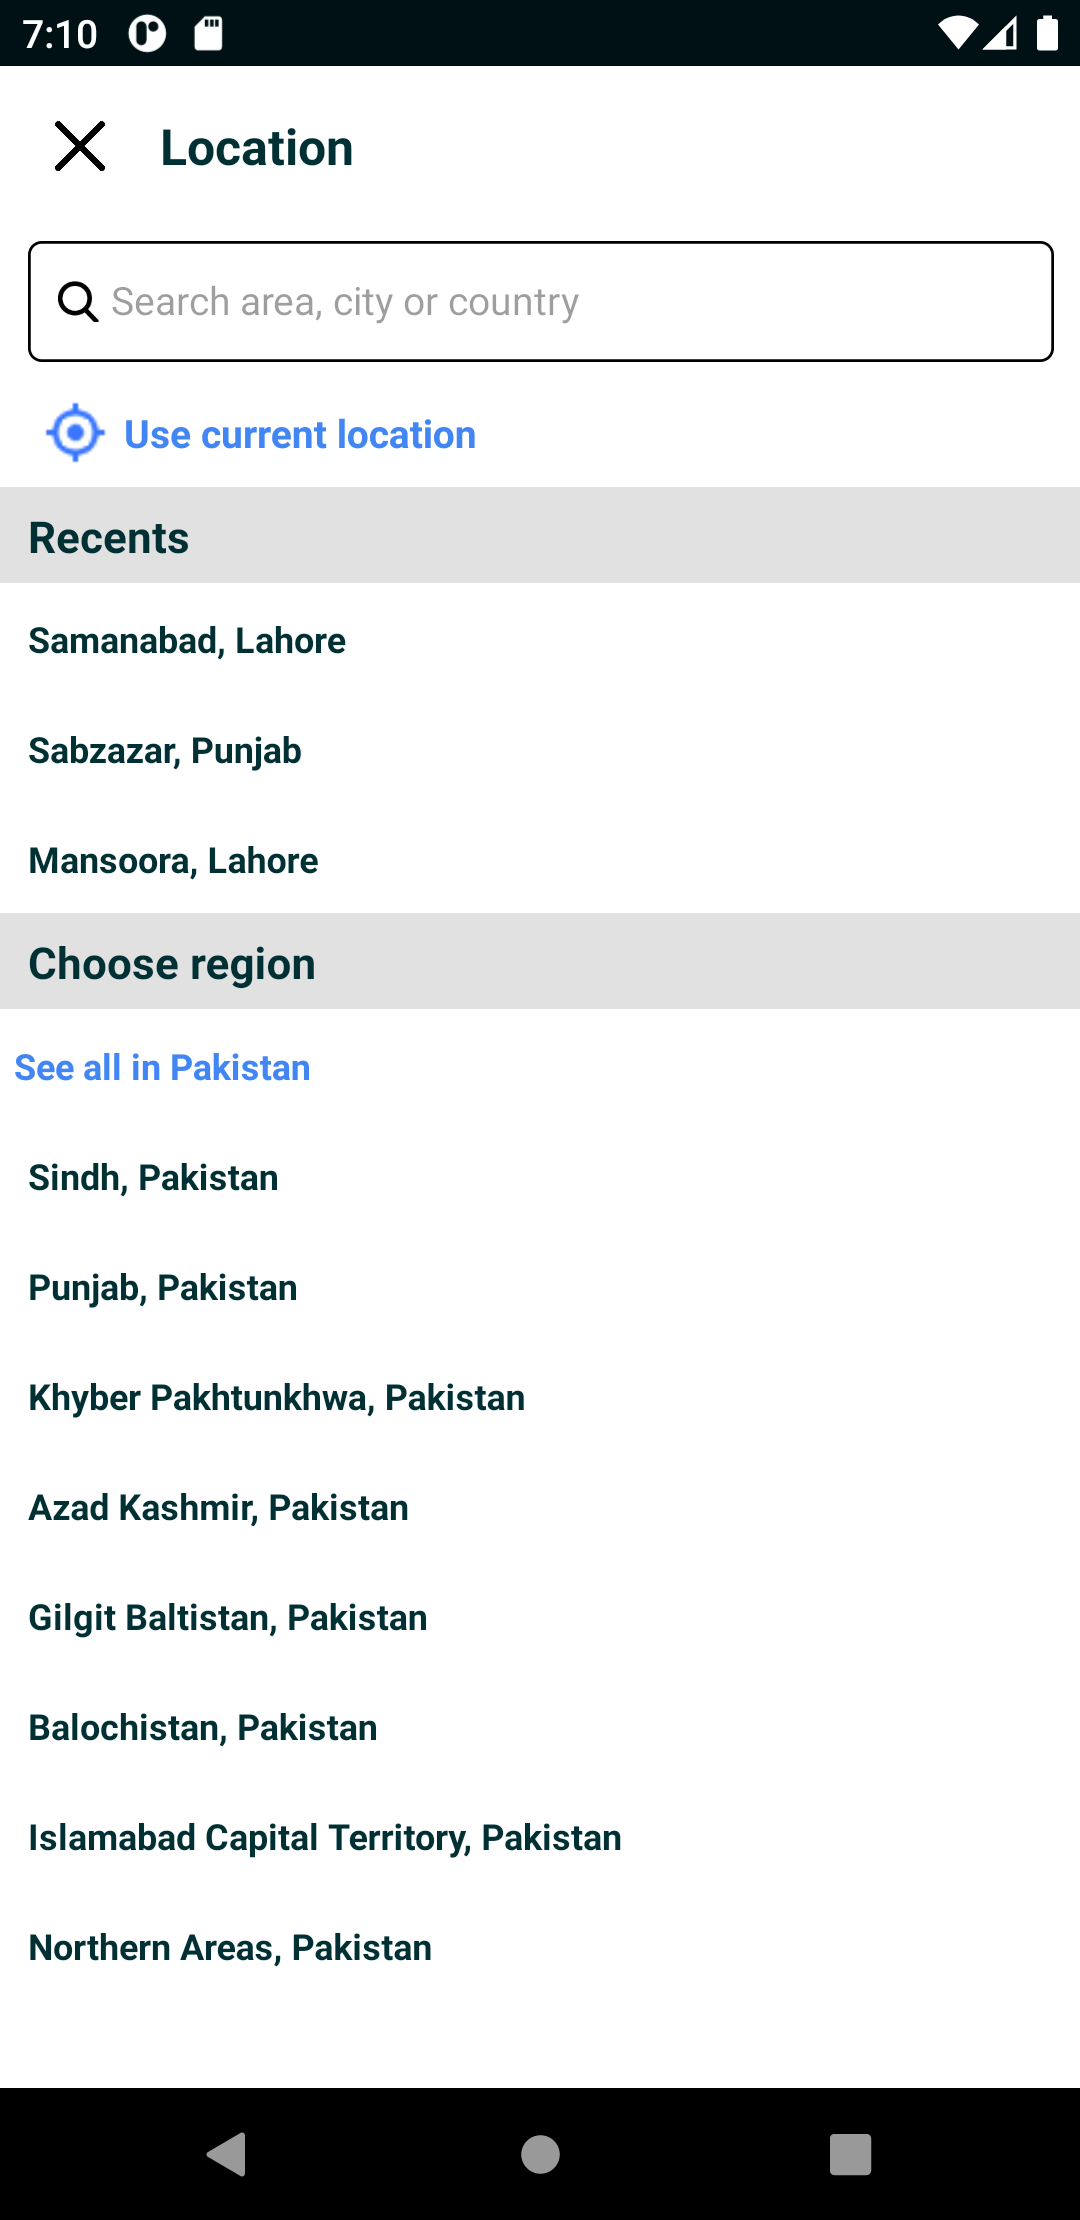 7:10
Location
Search area, city or country
Use current location
Recents
Samanabad, Lahore
Sabzazar, Punjab
Mansoora, Lahore
Choose region
See all in Pakistan
Sindh, Pakistan
Punjab, Pakistan
Khyber Pakhtunkhwa, Pakistan
Azad Kashmir, Pakistan
Gilgit Baltistan, Pakistan
Balochistan, Pakistan
Islamabad Capital Territory, Pakistan
Northern Areas, Pakistan